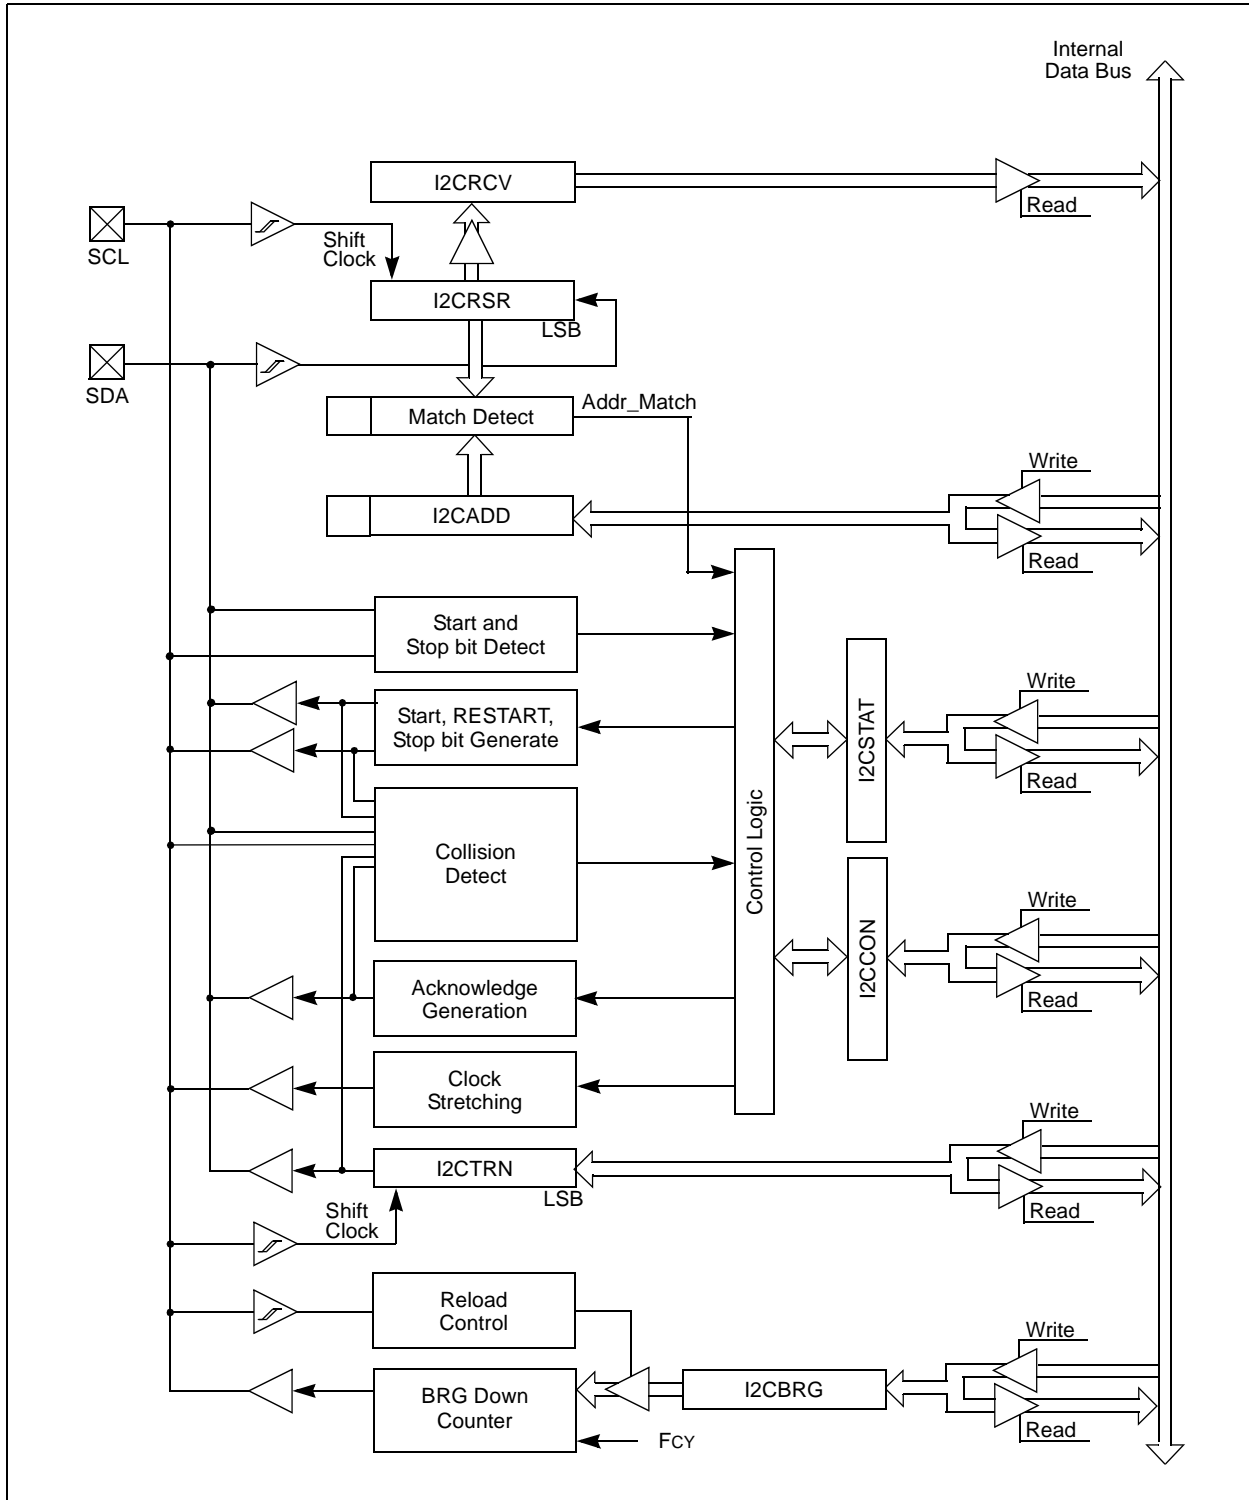 Internal
Data Bus
I2CRCV
Read
SCL
Shift
Clock
I2CRSR
LSB
SDA
Addr_Match
Match Detect
Write
I2CADD
Read
Start and
Stop bit Detect
Write
Start, RESTART,
Stop bit Generate
I2CSTAT
Read
Control Logic
Collision
Detect
Write
I2CCON
Read
Acknowledge
Generation
Clock
Stretching
Write
I2CTRN
LSB
Read
Shift
Clock
Reload
Control
Write
I2CBRG
BRG Down
Counter
Read
FCY